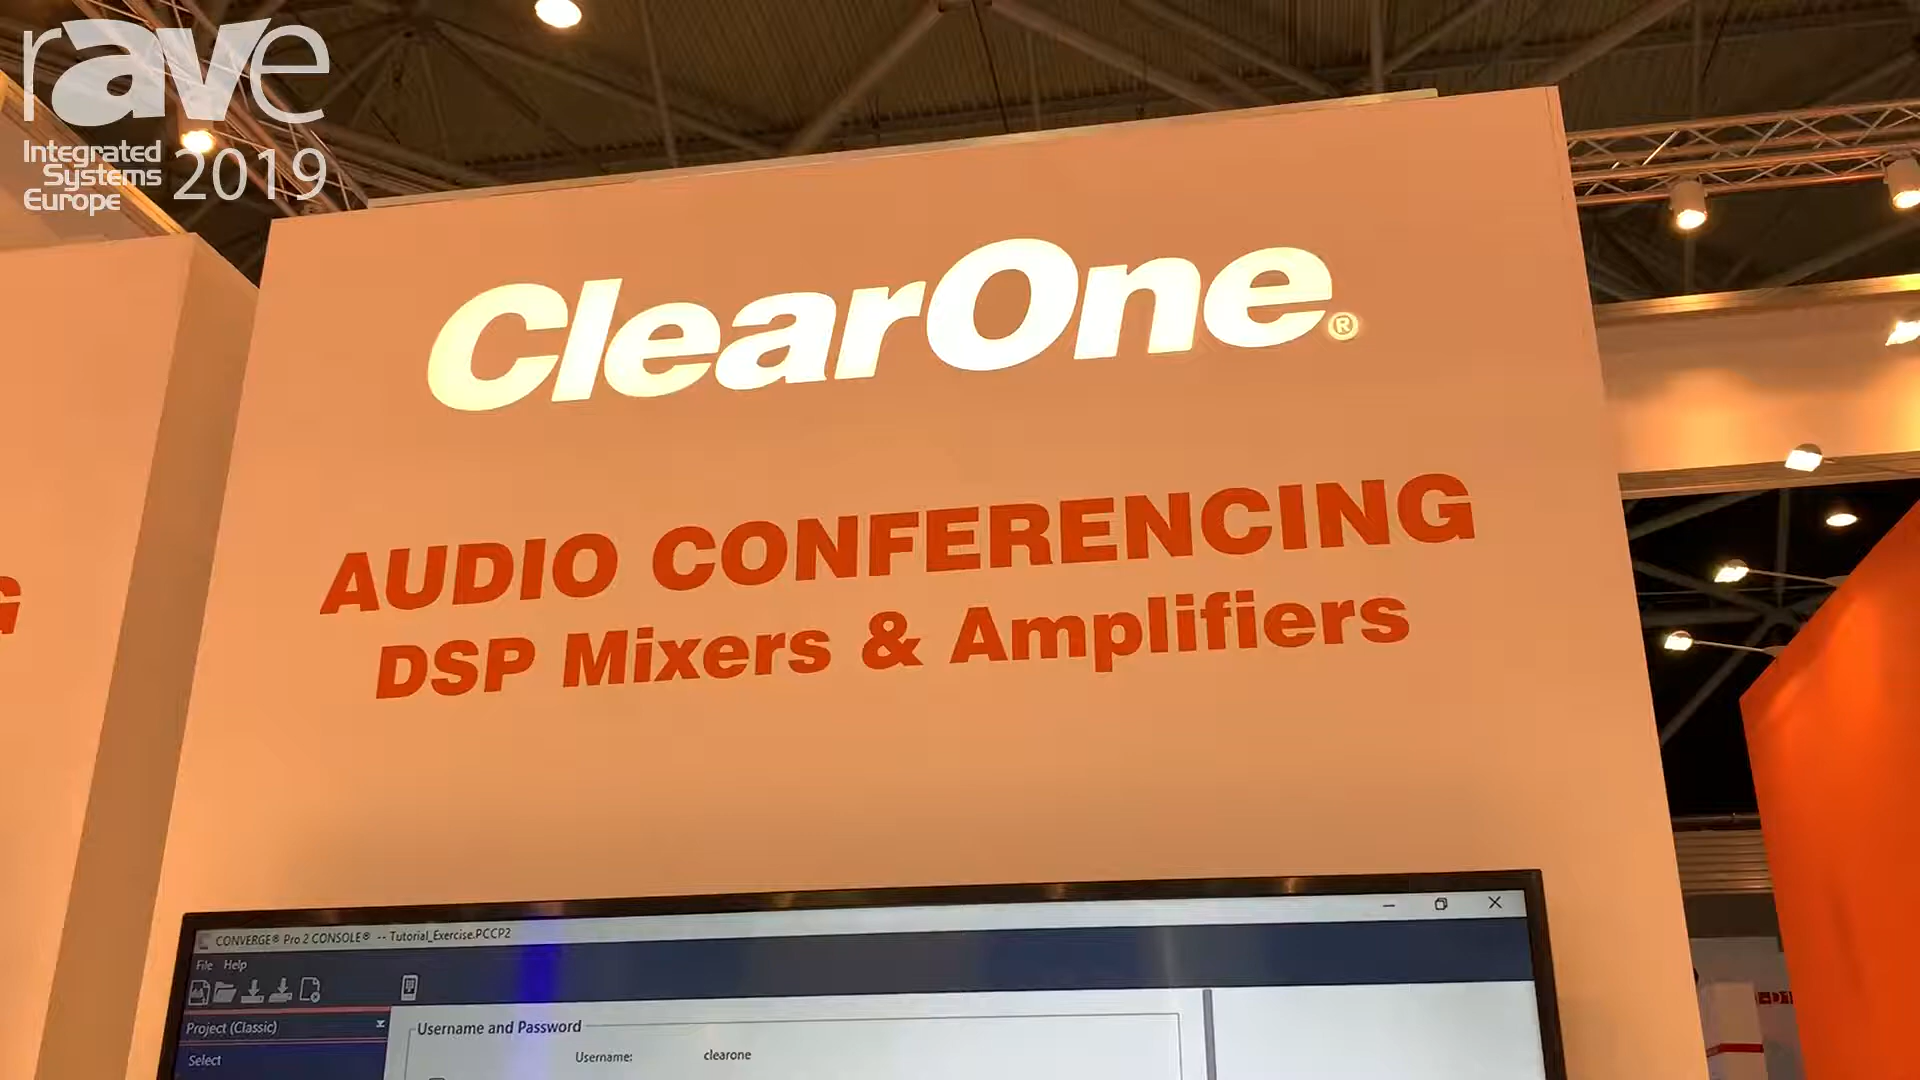 rAVe
Integrated
Systems
Europe
2019
ClearOne®
AUDIO CONFERENCING
DSP Mixers & Amplifiers
G
CONVERGE® Pro 2 CONSOLE® -- Tutorial_Exercise.PCCP2
File Help
Project (Classic)
Select
Username and Password
Username: clearone